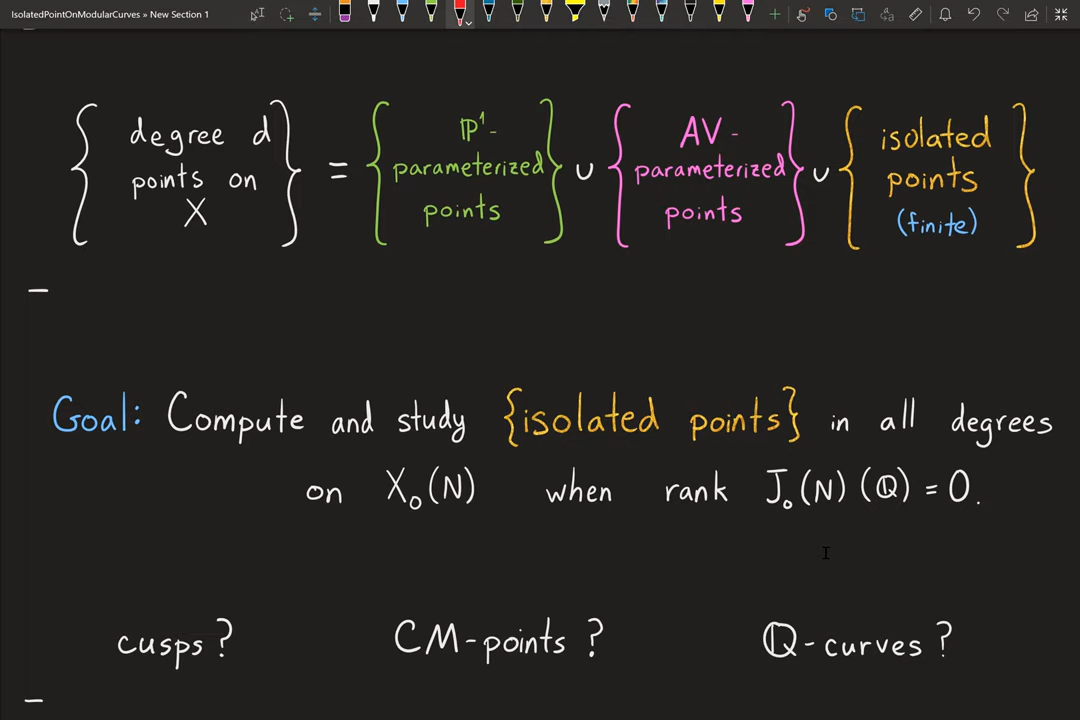 IsolatedPointOnModularCurves » New Section 1
{ degree d points on X } = { ℙ¹-parameterized points } ∪ { AV-parameterized points } ∪ { isolated points (finite) }
Goal: Compute and study {isolated points} in all degrees
on X₀(N) when rank J₀(N)(ℚ) = 0.
cusps? CM-points? ℚ-curves?